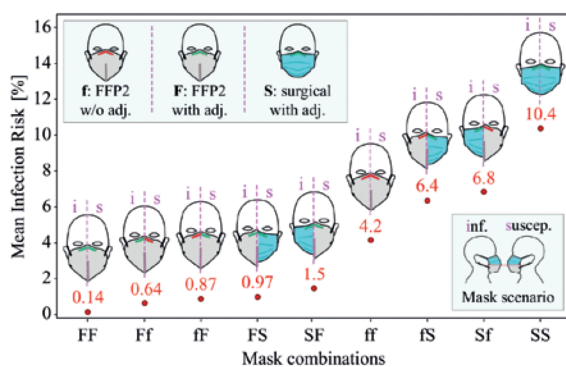 16
14
12
10
8
6
4
2
0
Mean Infection Risk [%]
f: FFP2
w/o adj.
F: FFP2
with adj.
S: surgical
with adj.
i s
i s
i s
i s
i s
i s
i s
i s
i s
0.14
0.64
0.87
0.97
1.5
4.2
6.4
6.8
10.4
inf. suscep.
Mask scenario
FF Ff fF FS SF ff fS Sf SS
Mask combinations